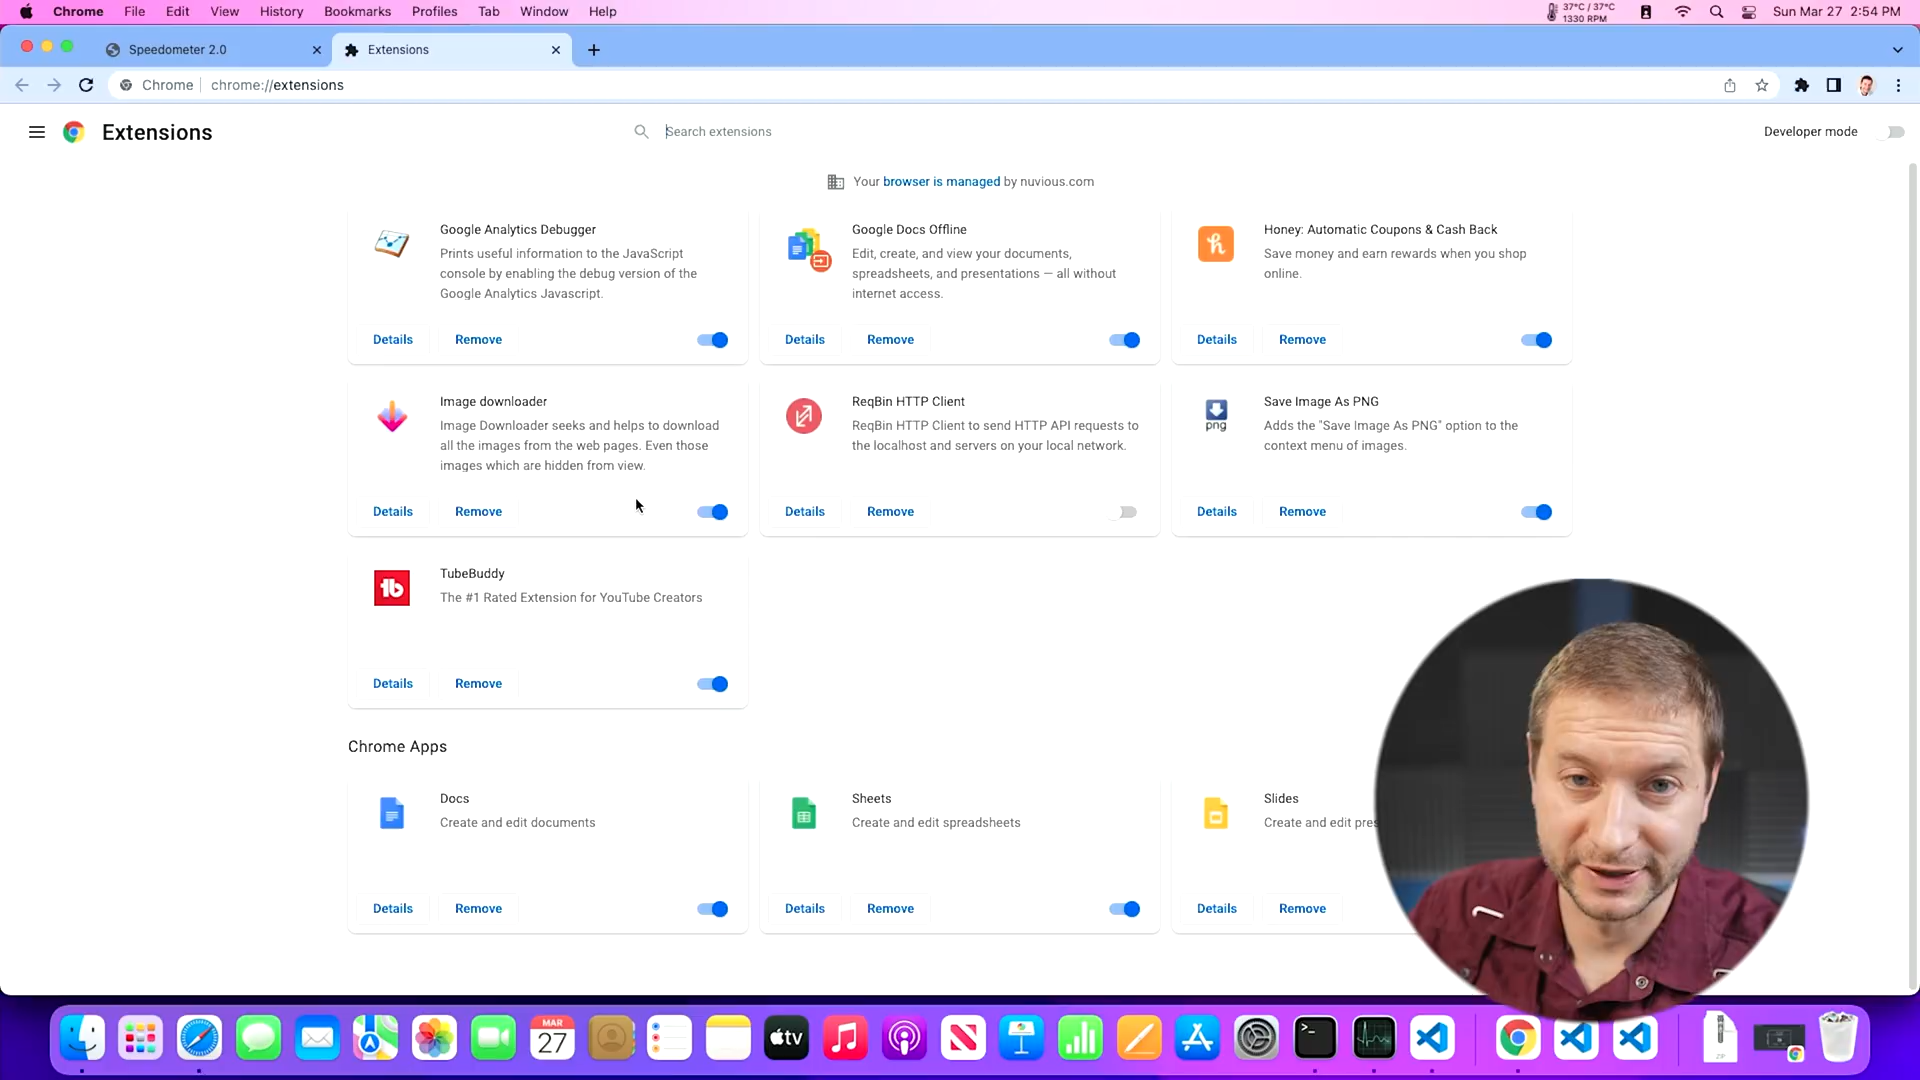 Chrome File Edit View History Bookmarks Profiles Tab Window Help
37°C / 37°C
1330 RPM
Sun Mar 27 2:54 PM
Speedometer 2.0
Extensions
Chrome chrome://extensions
Extensions
Search extensions
Developer mode
Your browser is managed by nuvious.com
Google Analytics Debugger
Prints useful information to the JavaScript
console by enabling the debug version of the
Google Analytics Javascript.
Details Remove
Google Docs Offline
Edit, create, and view your documents,
spreadsheets, and presentations — all without
internet access.
Details Remove
h
Honey: Automatic Coupons & Cash Back
Save money and earn rewards when you shop
online.
Details Remove
Image downloader
Image Downloader seeks and helps to download
all the images from the web pages. Even those
images which are hidden from view.
Details Remove
ReqBin HTTP Client
ReqBin HTTP Client to send HTTP API requests to
the localhost and servers on your local network.
Details Remove
png
Save Image As PNG
Adds the "Save Image As PNG" option to the
context menu of images.
Details Remove
tb
TubeBuddy
The #1 Rated Extension for YouTube Creators
Details Remove
Chrome Apps
Docs
Create and edit documents
Details Remove
Sheets
Create and edit spreadsheets
Details Remove
Slides
Create and edit pres
Details Remove
MAR
27
tv
ZIP